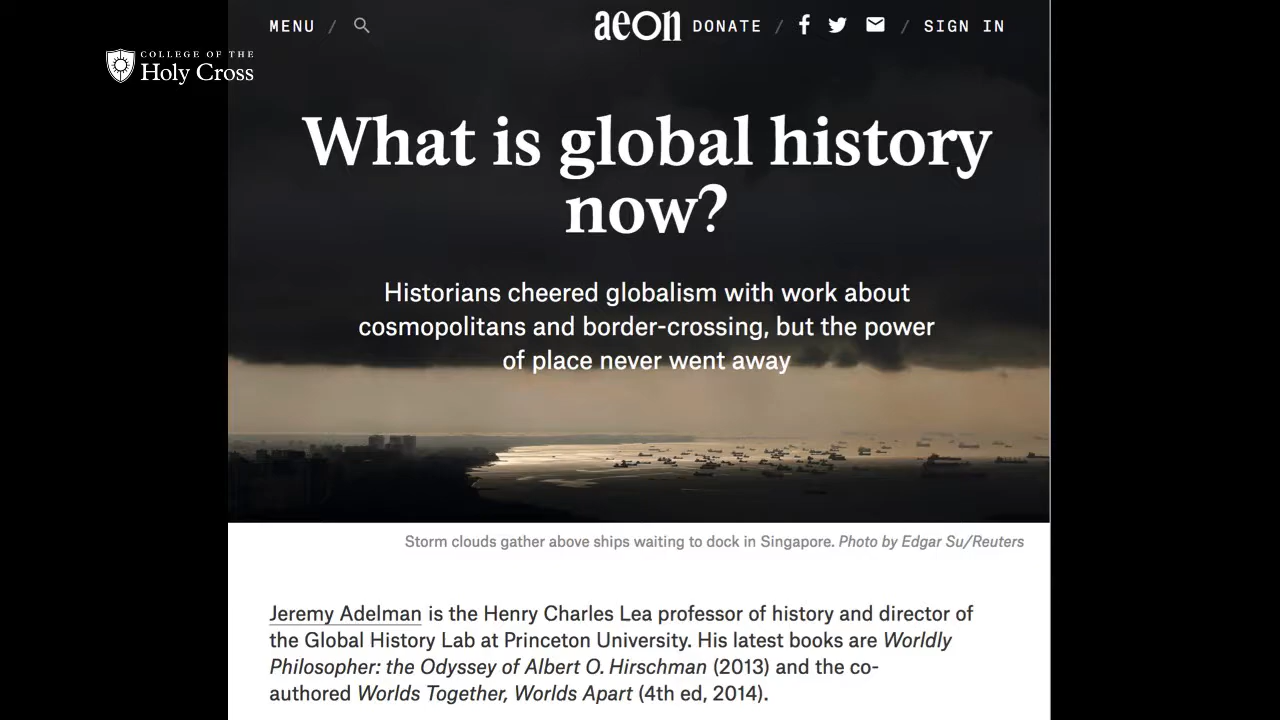 MENU / aeon DONATE / / SIGN IN
COLLEGE OF THE
Holy Cross
What is global history
now?
Historians cheered globalism with work about
cosmopolitans and border-crossing, but the power
of place never went away
Storm clouds gather above ships waiting to dock in Singapore. Photo by Edgar Su/Reuters
Jeremy Adelman is the Henry Charles Lea professor of history and director of
the Global History Lab at Princeton University. His latest books are Worldly
Philosopher: the Odyssey of Albert O. Hirschman (2013) and the co-
authored Worlds Together, Worlds Apart (4th ed, 2014).